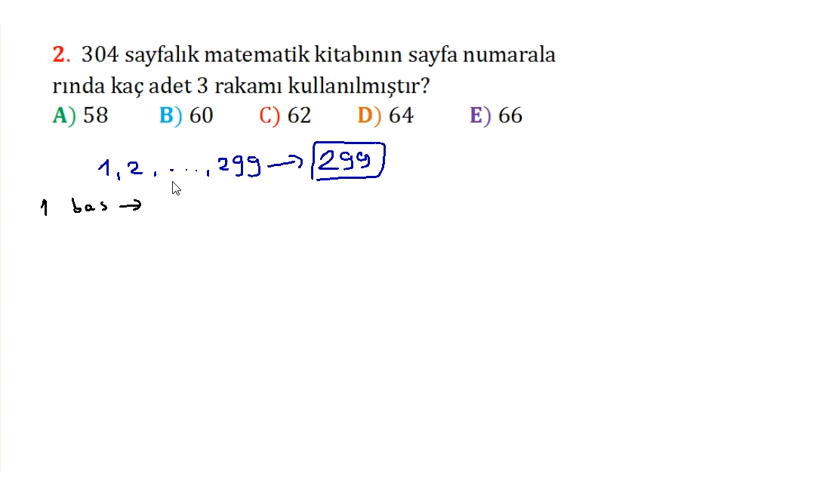 2. 304 sayfalık matematik kitabının sayfa numarala
rında kaç adet 3 rakamı kullanılmıştır?
A) 58 B) 60 C) 62 D) 64 E) 66
1, 2, ..., 299 → 299
1 bas →